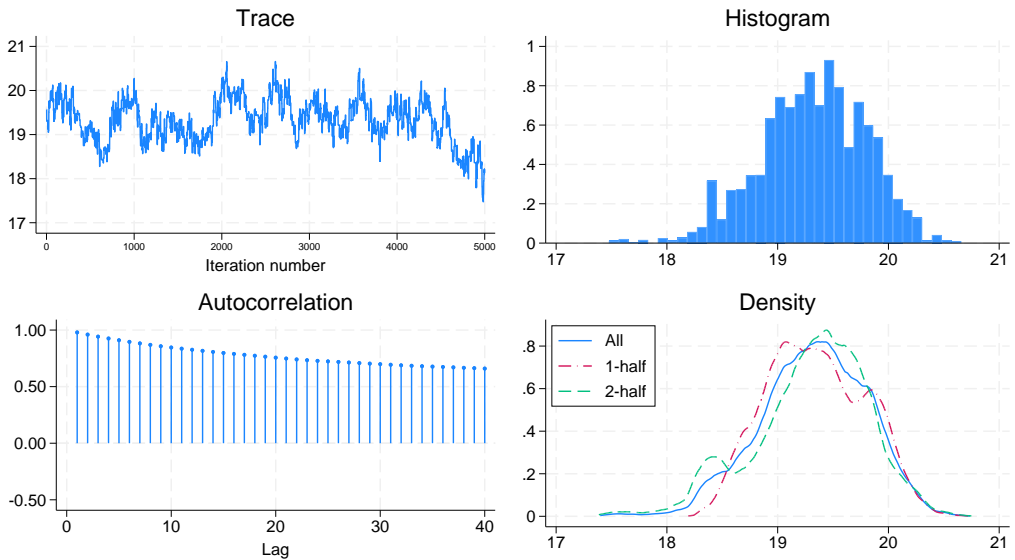 Trace
21
20
19
18
17
0 1000 2000 3000 4000 5000
Iteration number
Histogram
1
.8
.6
.4
.2
0
17 18 19 20 21
Autocorrelation
1.00
0.50
0.00
-0.50
0 10 20 30 40
Lag
Density
All
1-half
2-half
.8
.6
.4
.2
0
17 18 19 20 21